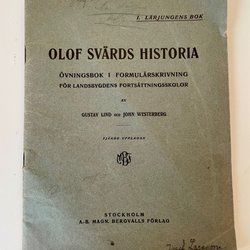 I. LÄRJUNGENS BOK
OLOF SVÄRDS HISTORIA
ÖVNINGSBOK I FORMULÄRSKRIVNING
FÖR LANDSBYGDENS FORTSÄTTNINGSSKOLOR
AV
GUSTAV LIND OCH JOHN WESTERBERG
FJÄRDE UPPLAGAN
STOCKHOLM
A.-B. MAGN. BERGVALLS FÖRLAG